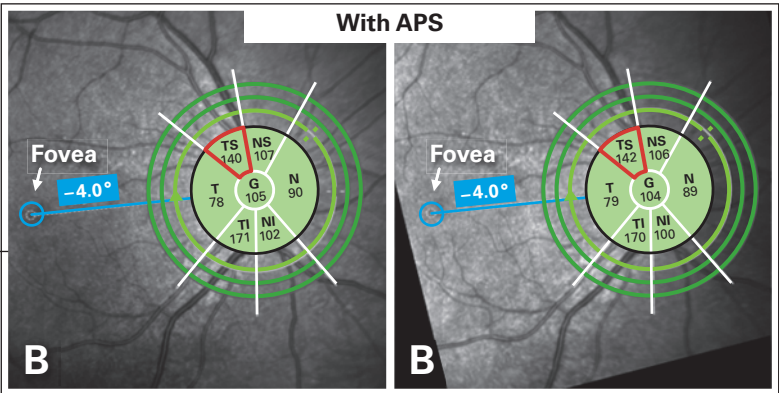 With APS
Fovea
−4.0°
TS
140
NS
107
T
78
G
105
N
90
TI
171
NI
102
B
Fovea
−4.0°
TS
142
NS
106
T
79
G
104
N
89
TI
170
NI
100
B